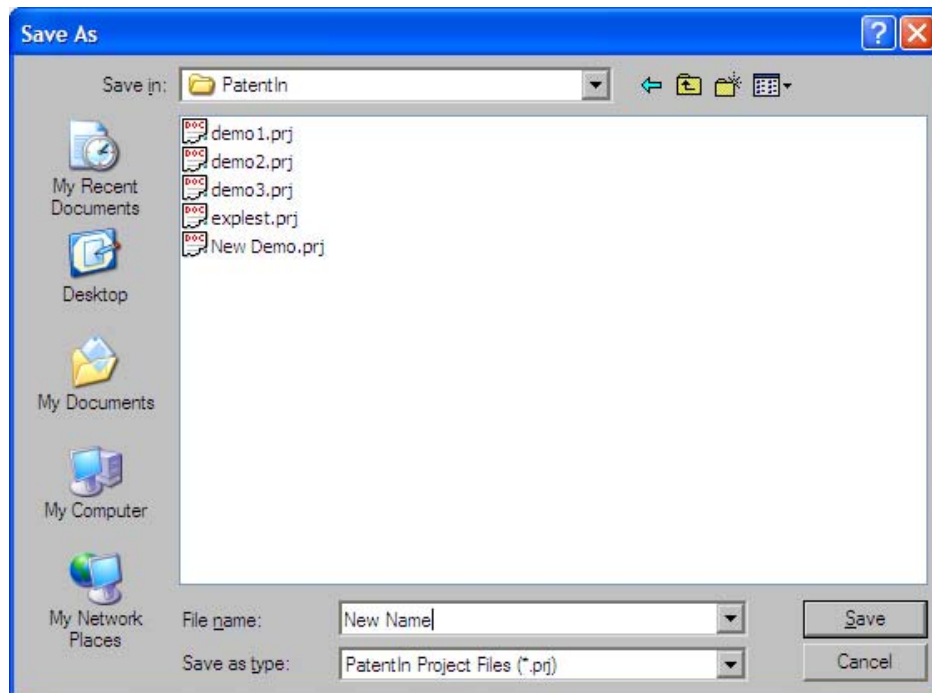 Save As
Save in:
PatentIn
demo1.prj
demo2.prj
demo3.prj
explest.prj
New Demo.prj
My Recent
Documents
Desktop
My Documents
My Computer
My Network
Places
File name:
New Name
Save
Save as type:
PatentIn Project Files (*.prj)
Cancel